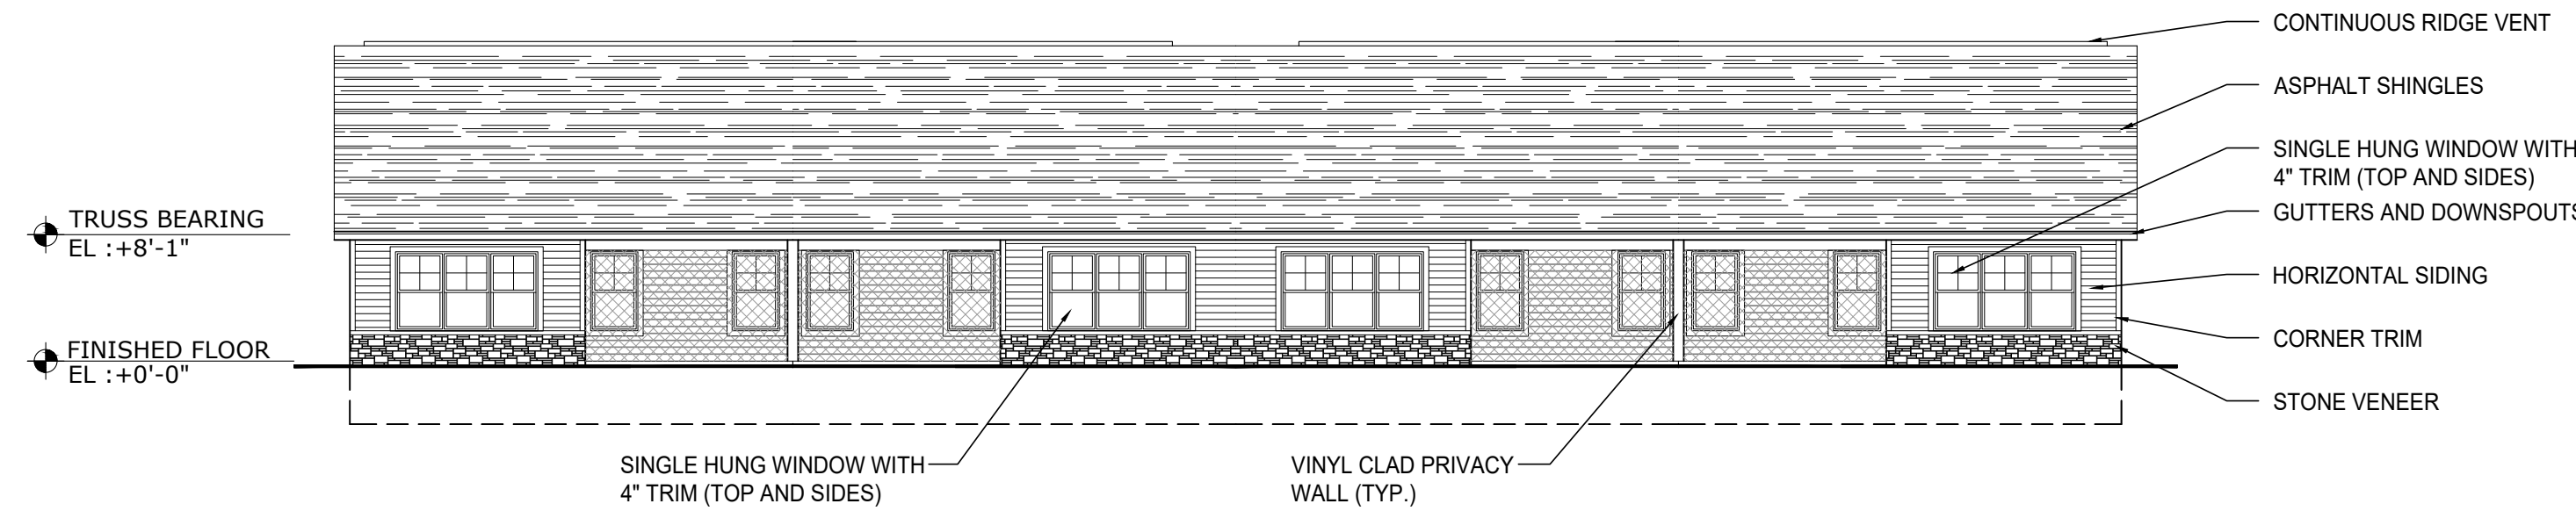 CONTINUOUS RIDGE VENT
ASPHALT SHINGLES
SINGLE HUNG WINDOW WITH
4" TRIM (TOP AND SIDES)
GUTTERS AND DOWNSPOUTS
HORIZONTAL SIDING
CORNER TRIM
STONE VENEER
TRUSS BEARING
EL :+8'-1"
FINISHED FLOOR
EL :+0'-0"
SINGLE HUNG WINDOW WITH
4" TRIM (TOP AND SIDES)
VINYL CLAD PRIVACY
WALL (TYP.)